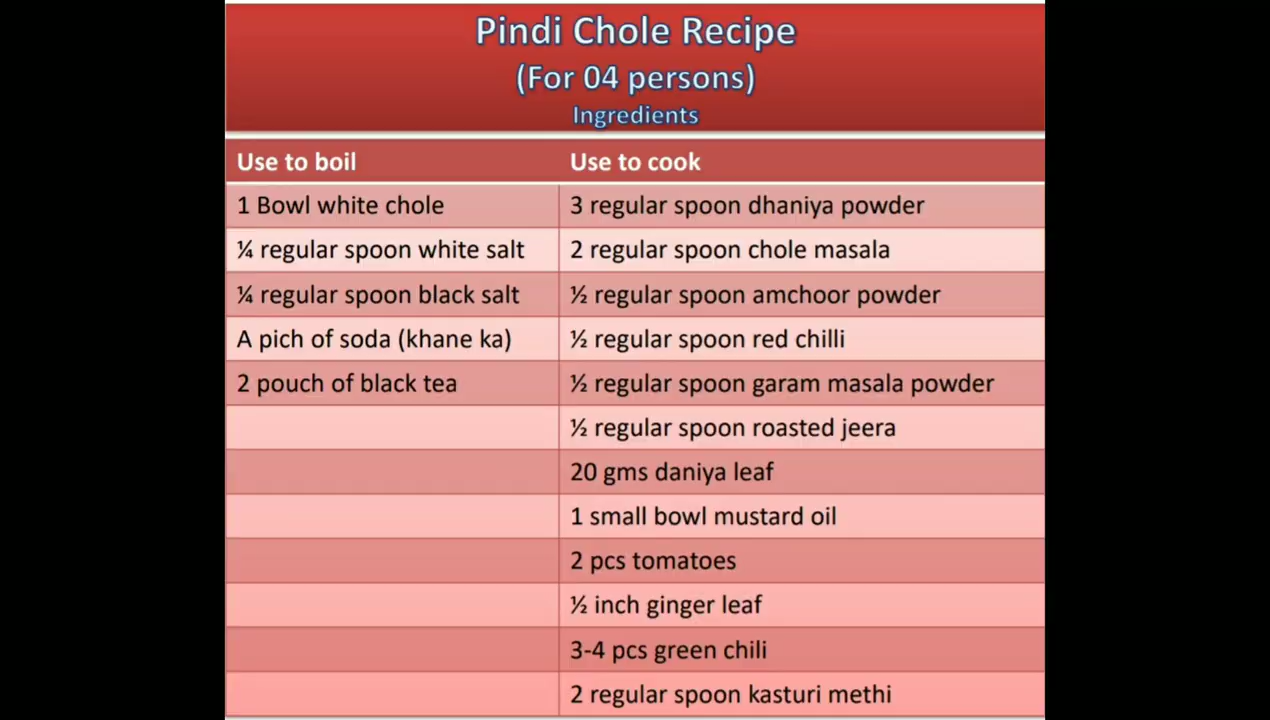 Pindi Chole Recipe
(For 04 persons)
Ingredients
Use to boil Use to cook
1 Bowl white chole 3 regular spoon dhaniya powder
¼ regular spoon white salt 2 regular spoon chole masala
¼ regular spoon black salt ½ regular spoon amchoor powder
A pich of soda (khane ka) ½ regular spoon red chilli
2 pouch of black tea ½ regular spoon garam masala powder
½ regular spoon roasted jeera
20 gms daniya leaf
1 small bowl mustard oil
2 pcs tomatoes
½ inch ginger leaf
3-4 pcs green chili
2 regular spoon kasturi methi